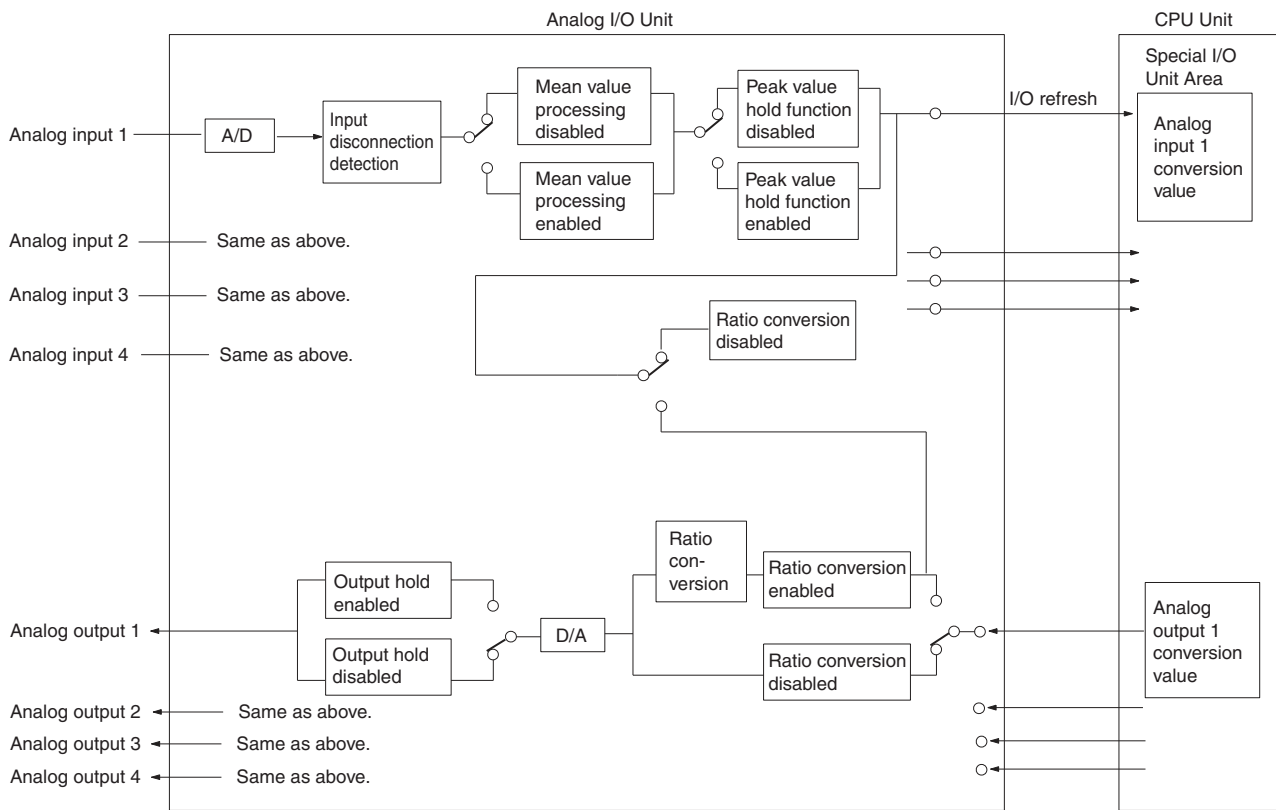 Analog I/O Unit
CPU Unit
Special I/O
Unit Area
I/O refresh
Analog input 1
A/D
Input
disconnection
detection
Mean value
processing
disabled
Mean value
processing
enabled
Peak value
hold function
disabled
Peak value
hold function
enabled
Analog
input 1
conversion
value
Analog input 2
Same as above.
Analog input 3
Same as above.
Analog input 4
Same as above.
Ratio conversion
disabled
Analog output 1
Output hold
enabled
Output hold
disabled
D/A
Ratio
con-
version
Ratio conversion
enabled
Ratio conversion
disabled
Analog
output 1
conversion
value
Analog output 2
Same as above.
Analog output 3
Same as above.
Analog output 4
Same as above.